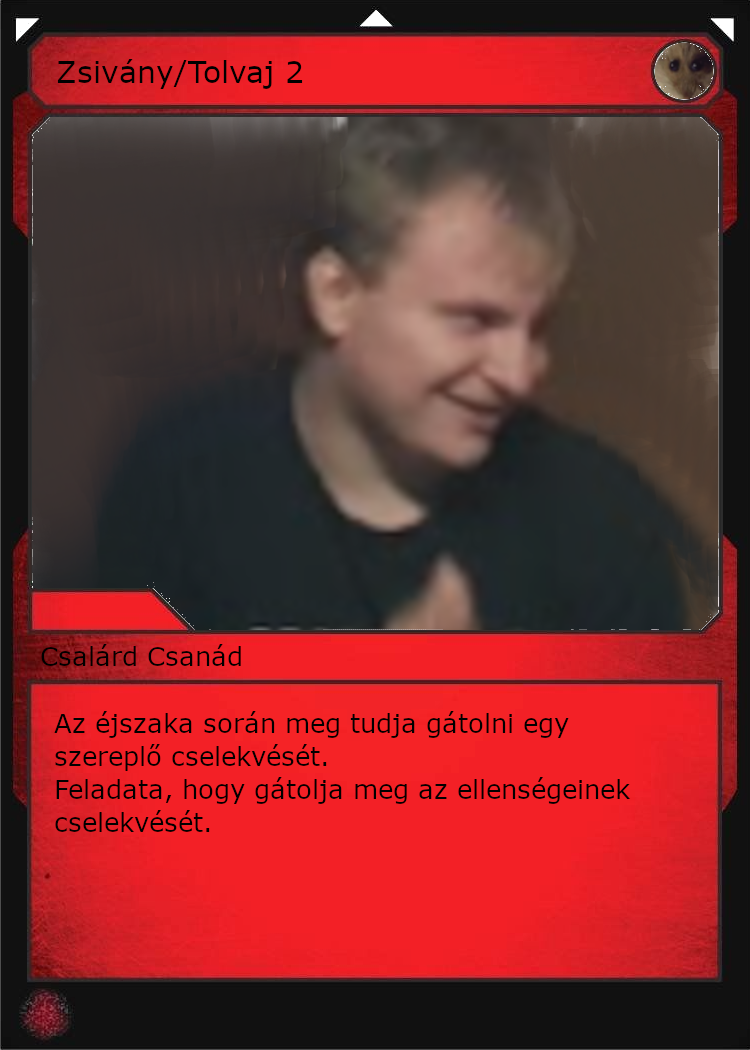 Zsivány/Tolvaj 2
Csalárd Csanád
Az éjszaka során meg tudja gátolni egy
szereplő cselekvését.
Feladata, hogy gátolja meg az ellenségeinek
cselekvését.